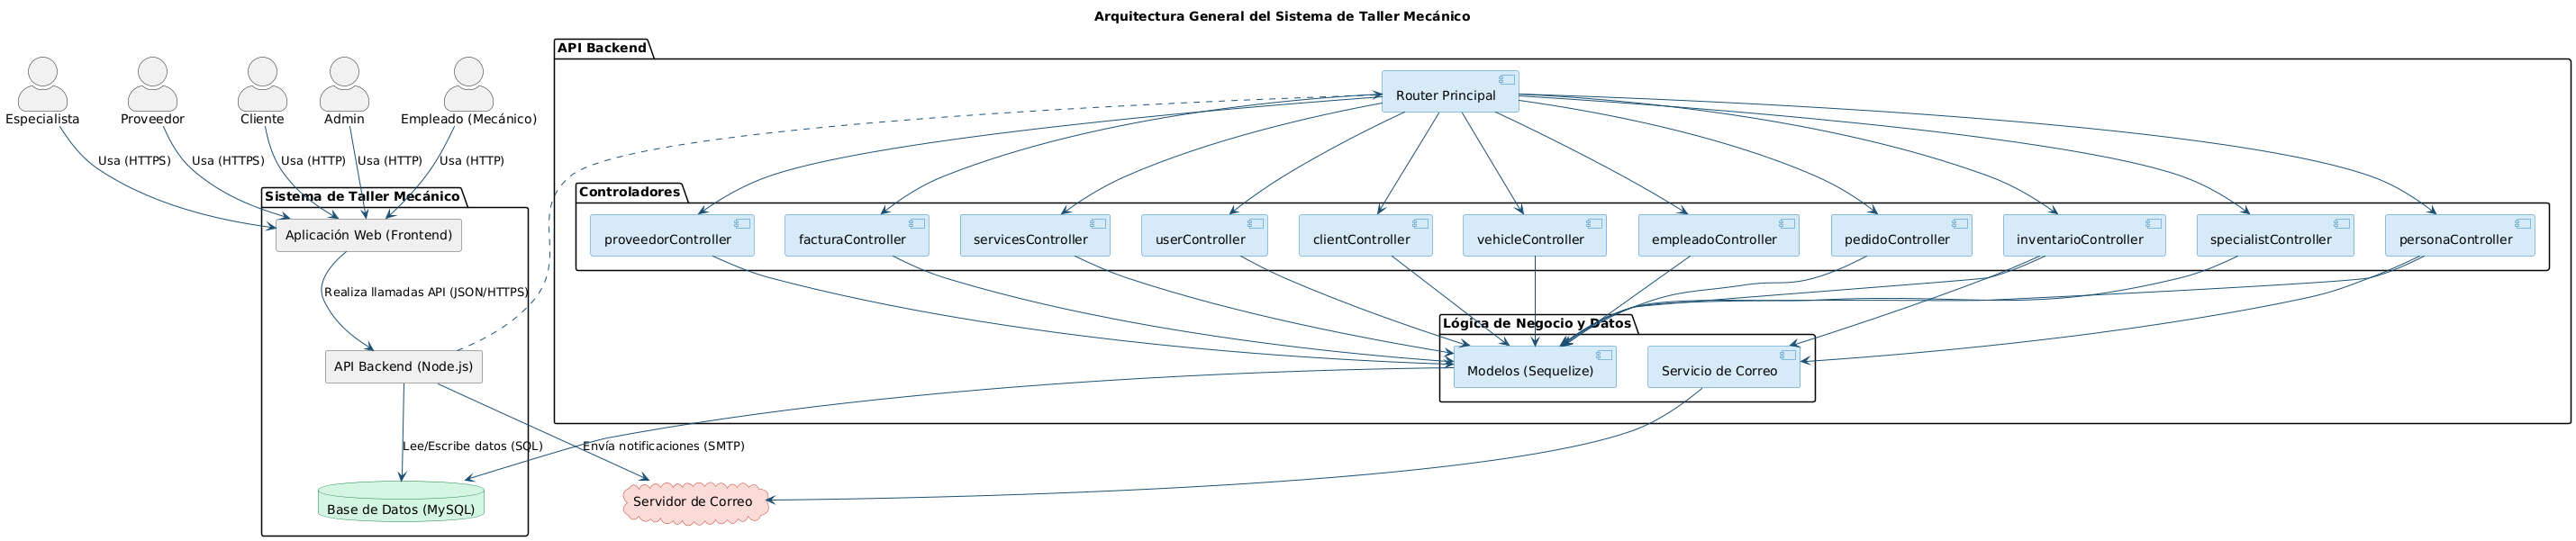 Arquitectura General del Sistema de Taller Mecánico
API Backend
Router Principal
Especialista
Proveedor
Cliente
Admin
Empleado (Mecánico)
Usa (HTTPS)
Usa (HTTPS)
Usa (HTTP)
Usa (HTTP)
Usa (HTTP)
Sistema de Taller Mecánico
Controladores
Aplicación Web (Frontend)
proveedorController
facturaController
servicesController
userController
clientController
vehicleController
empleadoController
pedidoController
inventarioController
specialistController
personaController
Realiza llamadas API (JSON/HTTPS)
Lógica de Negocio y Datos
API Backend (Node.js)
Modelos (Sequelize)
Servicio de Correo
Lee/Escribe datos (SQL)
Envía notificaciones (SMTP)
Base de Datos (MySQL)
Servidor de Correo